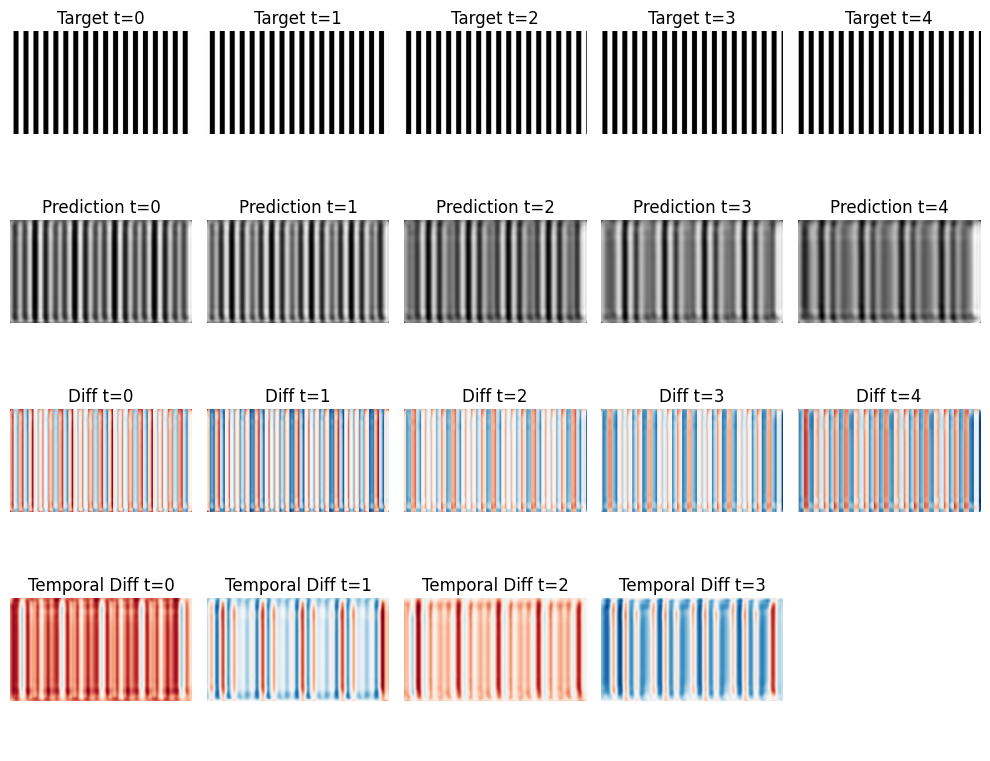 Target t=0 Target t=1 Target t=2 Target t=3 Target t=4
Prediction t=0 Prediction t=1 Prediction t=2 Prediction t=3 Prediction t=4
Diff t=0 Diff t=1 Diff t=2 Diff t=3 Diff t=4
Temporal Diff t=0 Temporal Diff t=1 Temporal Diff t=2 Temporal Diff t=3